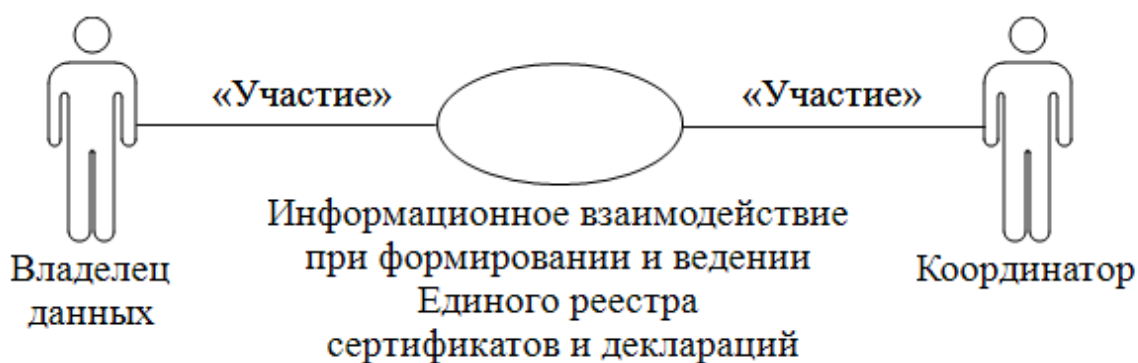 «Участие»
«Участие»
Информационное взаимодействие
при формировании и ведении
Единого реестра
сертификатов и деклараций
Владелец
данных
Координатор